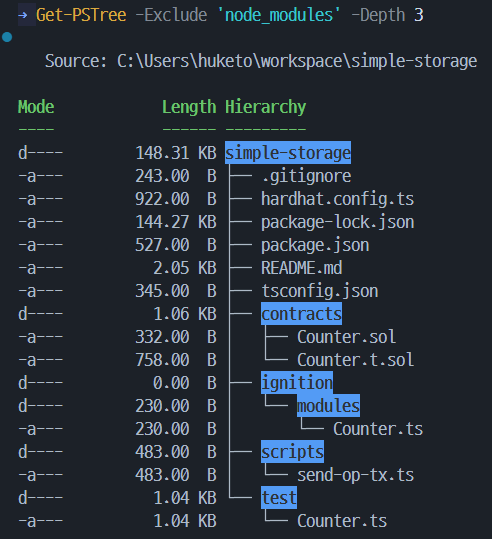 → Get-PSTree -Exclude 'node_modules' -Depth 3
Source: C:\Users\huketo\workspace\simple-storage
Mode Length Hierarchy
---- ------ ---------
d---- 148.31 KB simple-storage
-a--- 243.00 B ├── .gitignore
-a--- 922.00 B ├── hardhat.config.ts
-a--- 144.27 KB ├── package-lock.json
-a--- 527.00 B ├── package.json
-a--- 2.05 KB ├── README.md
-a--- 345.00 B ├── tsconfig.json
d---- 1.06 KB ├── contracts
-a--- 332.00 B │   ├── Counter.sol
-a--- 758.00 B │   └── Counter.t.sol
d---- 0.00 B ├── ignition
d---- 230.00 B │   └── modules
-a--- 230.00 B │       └── Counter.ts
d---- 483.00 B ├── scripts
-a--- 483.00 B │   └── send-op-tx.ts
d---- 1.04 KB └── test
-a--- 1.04 KB     └── Counter.ts